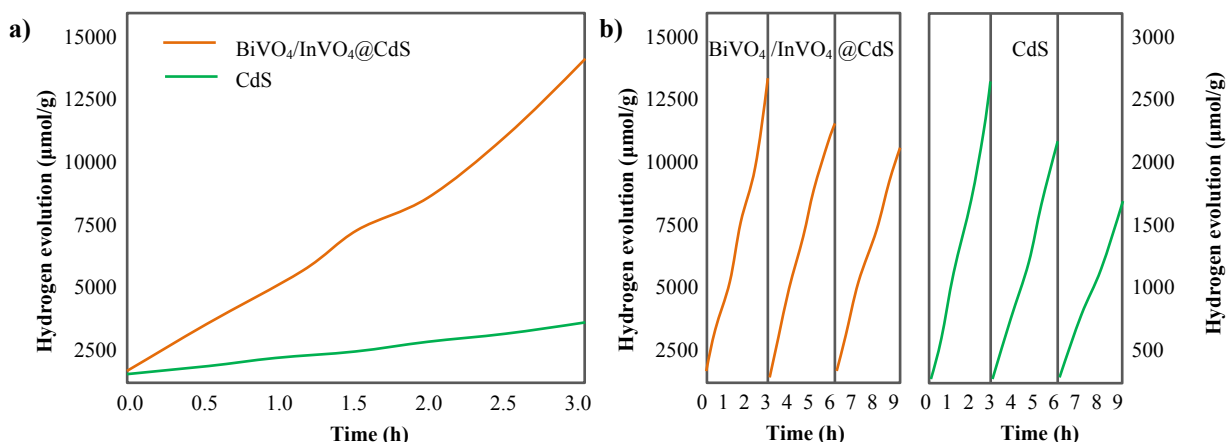 a)
Hydrogen evolution (μmol/g)
15000
12500
10000
7500
5000
2500
BiVO₄/InVO₄@CdS
CdS
0.0 0.5 1.0 1.5 2.0 2.5 3.0
Time (h)
b)
Hydrogen evolution (μmol/g)
15000
12500
10000
7500
5000
2500
BiVO₄ /InVO₄ @CdS
0 1 2 3 4 5 6 7 8 9
Time (h)
CdS
0 1 2 3 4 5 6 7 8 9
Time (h)
3000
2500
2000
1500
1000
500
Hydrogen evolution (μmol/g)